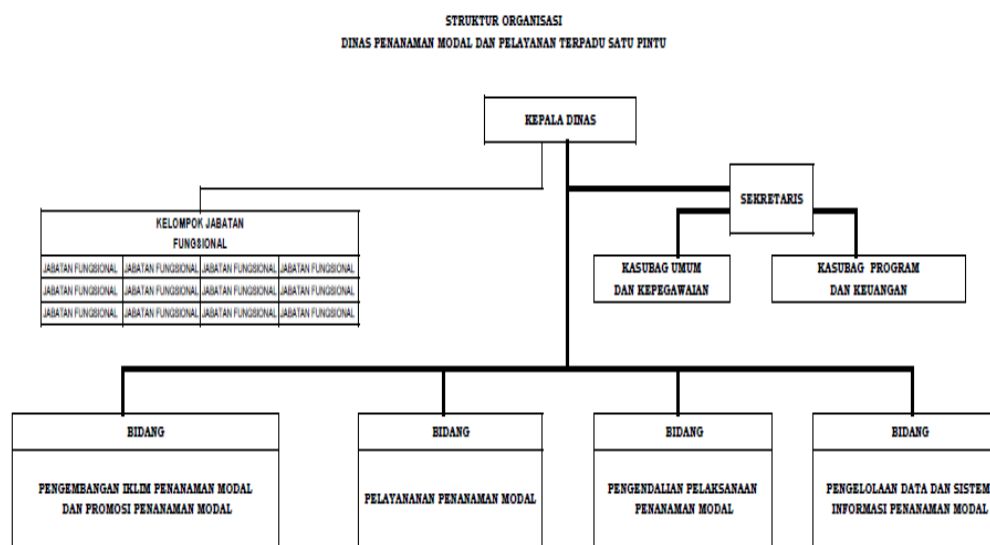 STRUKTUR ORGANISASI
DINAS PENANAMAN MODAL DAN PELAYANAN TERPADU SATU PINTU
KEPALA DINAS
SEKRETARIS
KELOMPOK JABATAN
FUNGSIONAL
JABATAN FUNGSIONAL JABATAN FUNGSIONAL JABATAN FUNGSIONAL JABATAN FUNGSIONAL
JABATAN FUNGSIONAL JABATAN FUNGSIONAL JABATAN FUNGSIONAL JABATAN FUNGSIONAL
JABATAN FUNGSIONAL JABATAN FUNGSIONAL JABATAN FUNGSIONAL JABATAN FUNGSIONAL
KASUBAG UMUM
DAN KEPEGAWAIAN
KASUBAG PROGRAM
DAN KEUANGAN
BIDANG
PENGEMBANGAN IKLIM PENANAMAN MODAL
DAN PROMOSI PENANAMAN MODAL
BIDANG
PELAYANANAN PENANAMAN MODAL
BIDANG
PENGENDALIAN PELAKSANAAN
PENANAMAN MODAL
BIDANG
PENGELOLAAN DATA DAN SISTEM
INFORMASI PENANAMAN MODAL